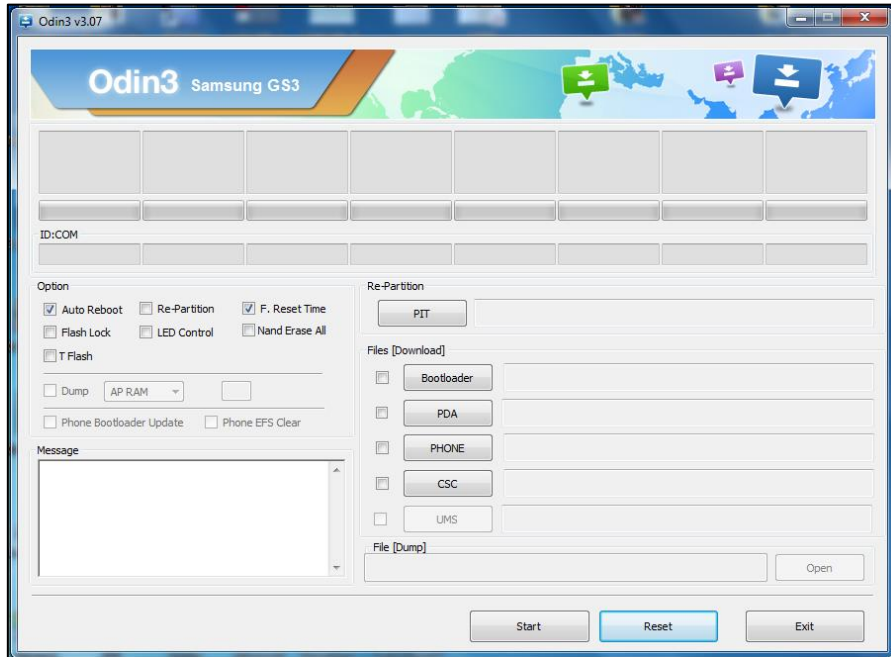 Odin3 v3.07
Odin3 Samsung GS3
ID:COM
Option
Auto Reboot Re-Partition F. Reset Time
Flash Lock LED Control Nand Erase All
T Flash
Dump AP RAM
Phone Bootloader Update Phone EFS Clear
Message
Re-Partition
PIT
Files [Download]
Bootloader
PDA
PHONE
CSC
UMS
File [Dump]
Open
Start Reset Exit